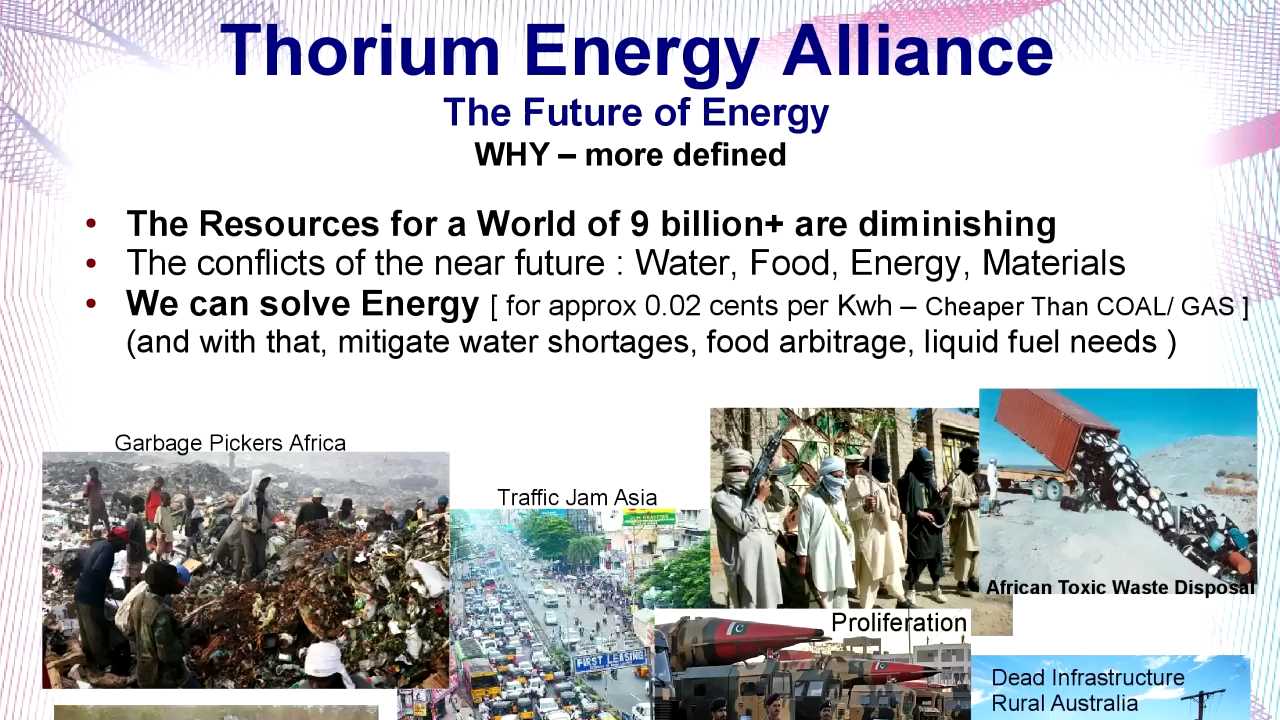 Thorium Energy Alliance
The Future of Energy
WHY – more defined
• The Resources for a World of 9 billion+ are diminishing
• The conflicts of the near future : Water, Food, Energy, Materials
• We can solve Energy [ for approx 0.02 cents per Kwh – Cheaper Than COAL/ GAS ]
(and with that, mitigate water shortages, food arbitrage, liquid fuel needs )
Garbage Pickers Africa
Traffic Jam Asia
FIRST LEASING
African Toxic Waste Disposal
Proliferation
Dead Infrastructure
Rural Australia